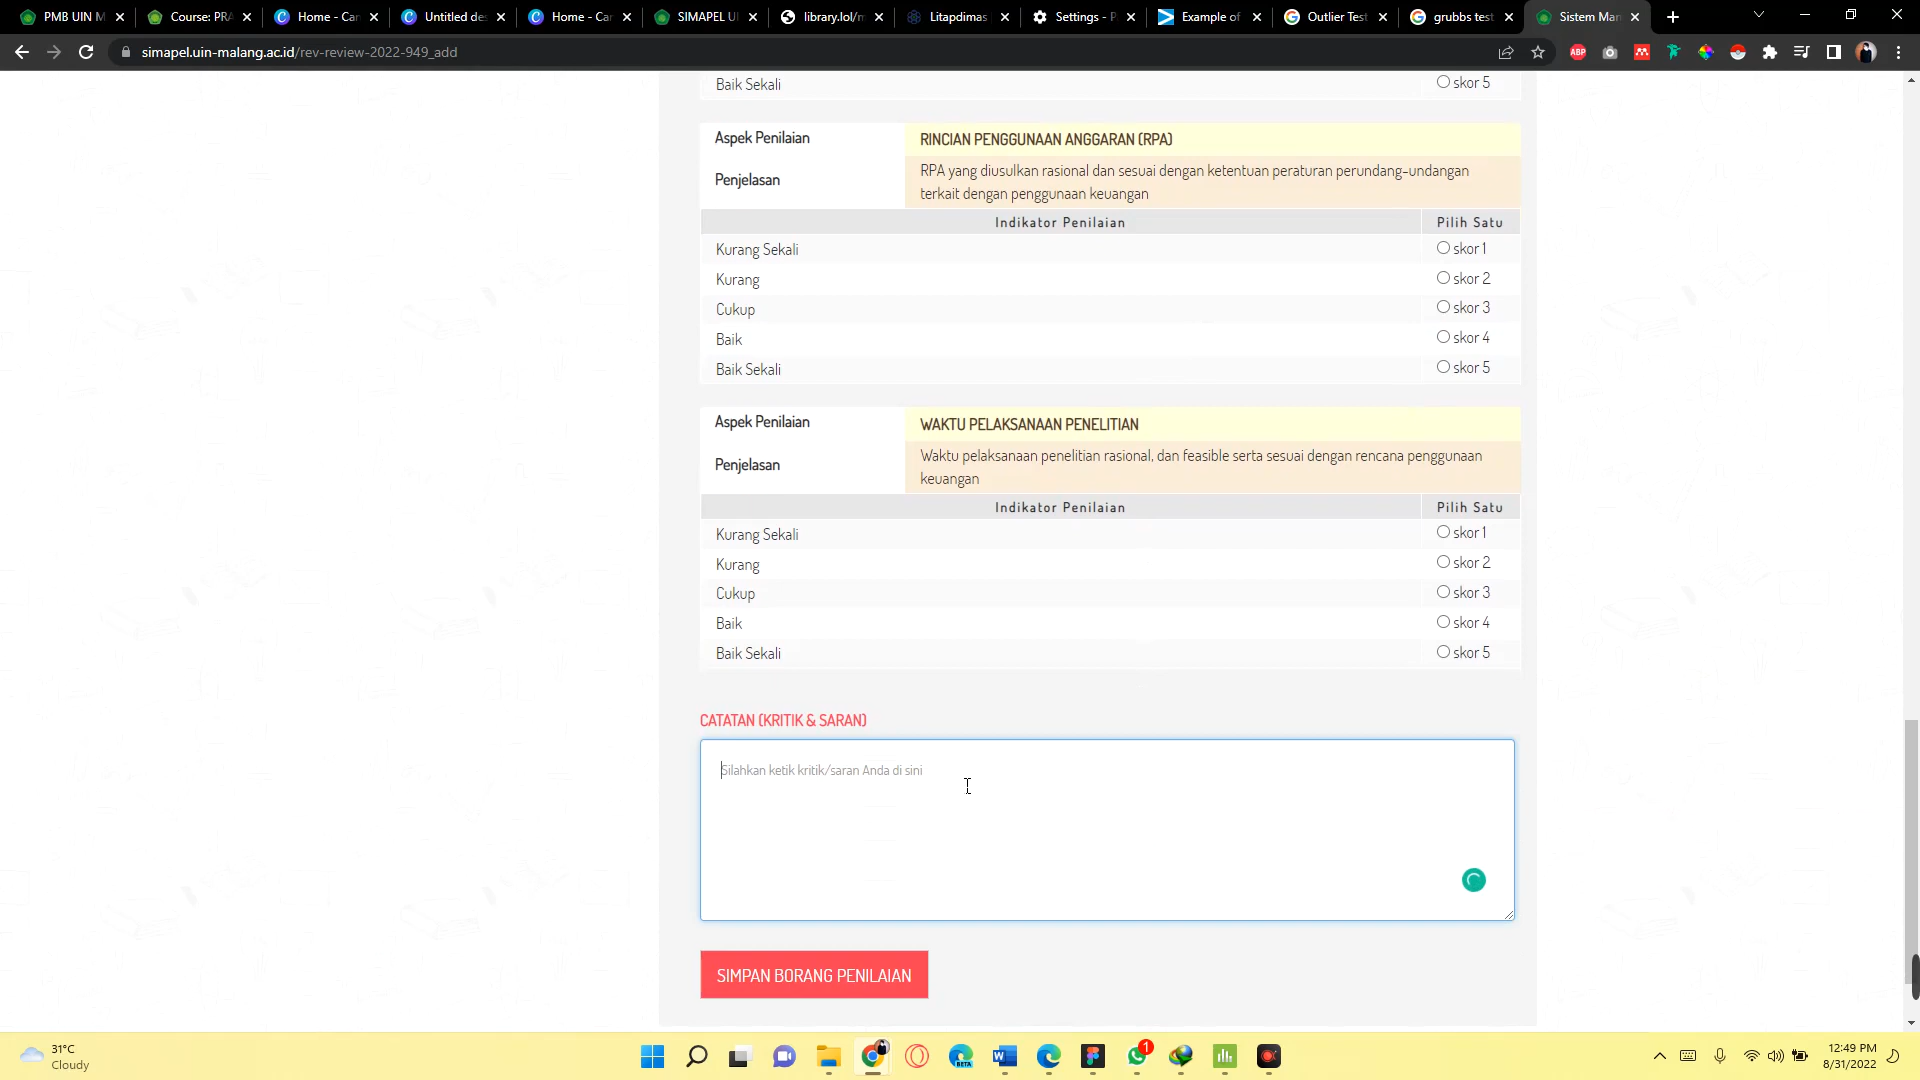 PMB UIN M
Course: PRA
Home - Can
Untitled de
Home - Can
SIMAPEL U
library.lol/m
Litapdimas
Settings - P
Example of
Outlier Test
grubbs test
Sistem Man
simapel.uin-malang.ac.id/rev-review-2022-949_add
ABP
Baik Sekali
skor 5
Aspek Penilaian
RINCIAN PENGGUNAAN ANGGARAN (RPA)
Penjelasan
RPA yang diusulkan rasional dan sesuai dengan ketentuan peraturan perundang-undangan
terkait dengan penggunaan keuangan
Indikator Penilaian
Pilih Satu
Kurang Sekali
skor 1
Kurang
skor 2
Cukup
skor 3
Baik
skor 4
Baik Sekali
skor 5
Aspek Penilaian
WAKTU PELAKSANAAN PENELITIAN
Penjelasan
Waktu pelaksanaan penelitian rasional, dan feasible serta sesuai dengan rencana penggunaan
keuangan
Indikator Penilaian
Pilih Satu
Kurang Sekali
skor 1
Kurang
skor 2
Cukup
skor 3
Baik
skor 4
Baik Sekali
skor 5
CATATAN (KRITIK & SARAN)
Silahkan ketik kritik/saran Anda di sini
SIMPAN BORANG PENILAIAN
31°C
Cloudy
BETA
1
12:49 PM
8/31/2022